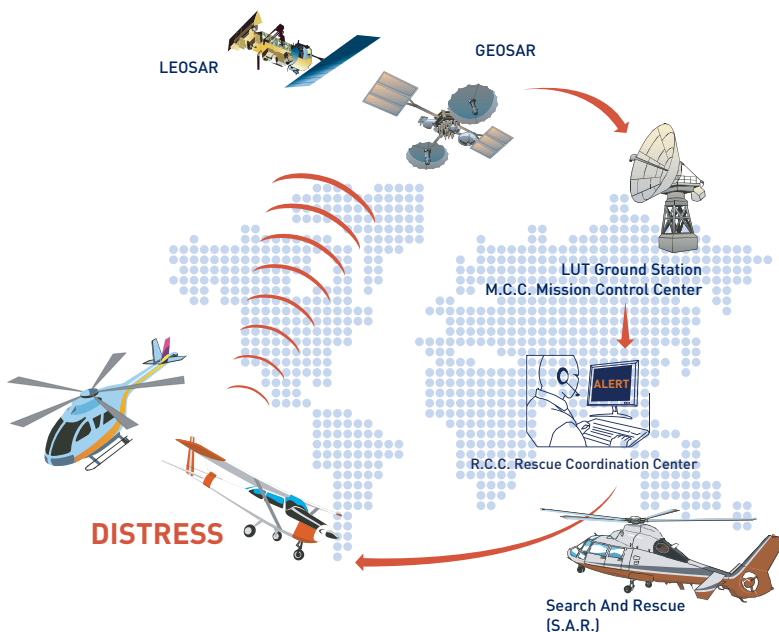 LEOSAR
GEOSAR
LUT Ground Station
M.C.C. Mission Control Center
ALERT
R.C.C. Rescue Coordination Center
DISTRESS
Search And Rescue
(S.A.R.)